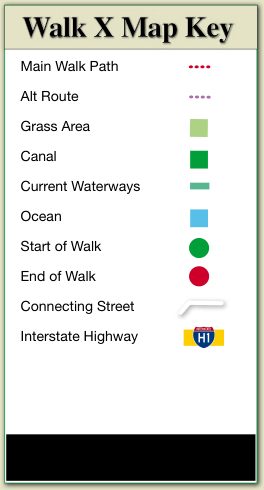 Walk X Map Key
Main Walk Path
Alt Route
Grass Area
Canal
Current Waterways
Ocean
Start of Walk
End of Walk
Connecting Street
Interstate Highway
H1